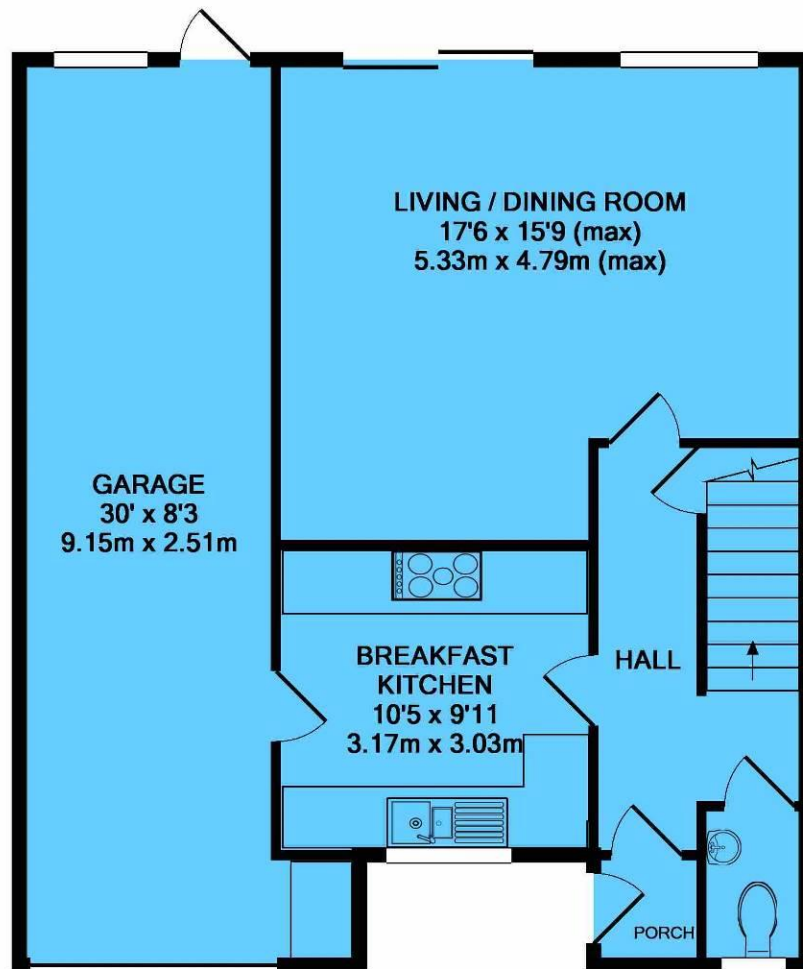 LIVING / DINING ROOM
17'6 x 15'9 (max)
5.33m x 4.79m (max)
GARAGE
30' x 8'3
9.15m x 2.51m
BREAKFAST
KITCHEN
10'5 x 9'11
3.17m x 3.03m
HALL
PORCH